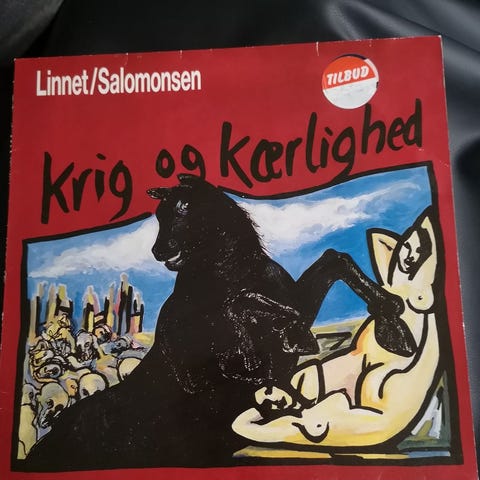 Linnet/Salomonsen
TILBUD
Krig og Kærlighed